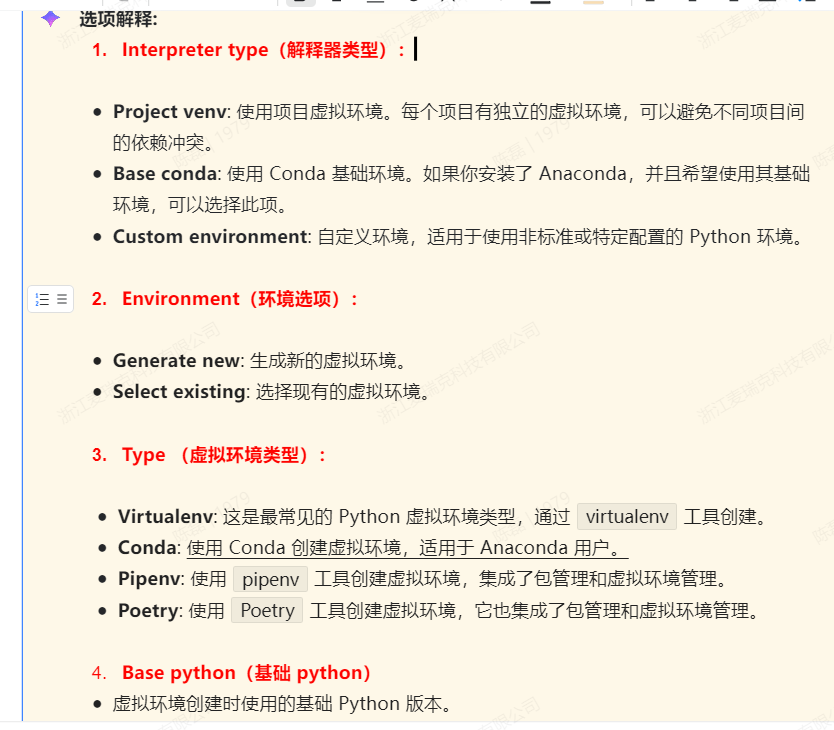 选项解释:
1. Interpreter type（解释器类型）:
• Project venv: 使用项目虚拟环境。每个项目有独立的虚拟环境，可以避免不同项目间
的依赖冲突。
• Base conda: 使用 Conda 基础环境。如果你安装了 Anaconda，并且希望使用其基础
环境，可以选择此项。
• Custom environment: 自定义环境，适用于使用非标准或特定配置的 Python 环境。
2. Environment（环境选项）:
• Generate new: 生成新的虚拟环境。
• Select existing: 选择现有的虚拟环境。
3. Type （虚拟环境类型）:
• Virtualenv: 这是最常见的 Python 虚拟环境类型，通过 virtualenv 工具创建。
• Conda: 使用 Conda 创建虚拟环境，适用于 Anaconda 用户。
• Pipenv: 使用 pipenv 工具创建虚拟环境，集成了包管理和虚拟环境管理。
• Poetry: 使用 Poetry 工具创建虚拟环境，它也集成了包管理和虚拟环境管理。
4. Base python（基础 python）
• 虚拟环境创建时使用的基础 Python 版本。
浙江麦瑞克科技有限公司